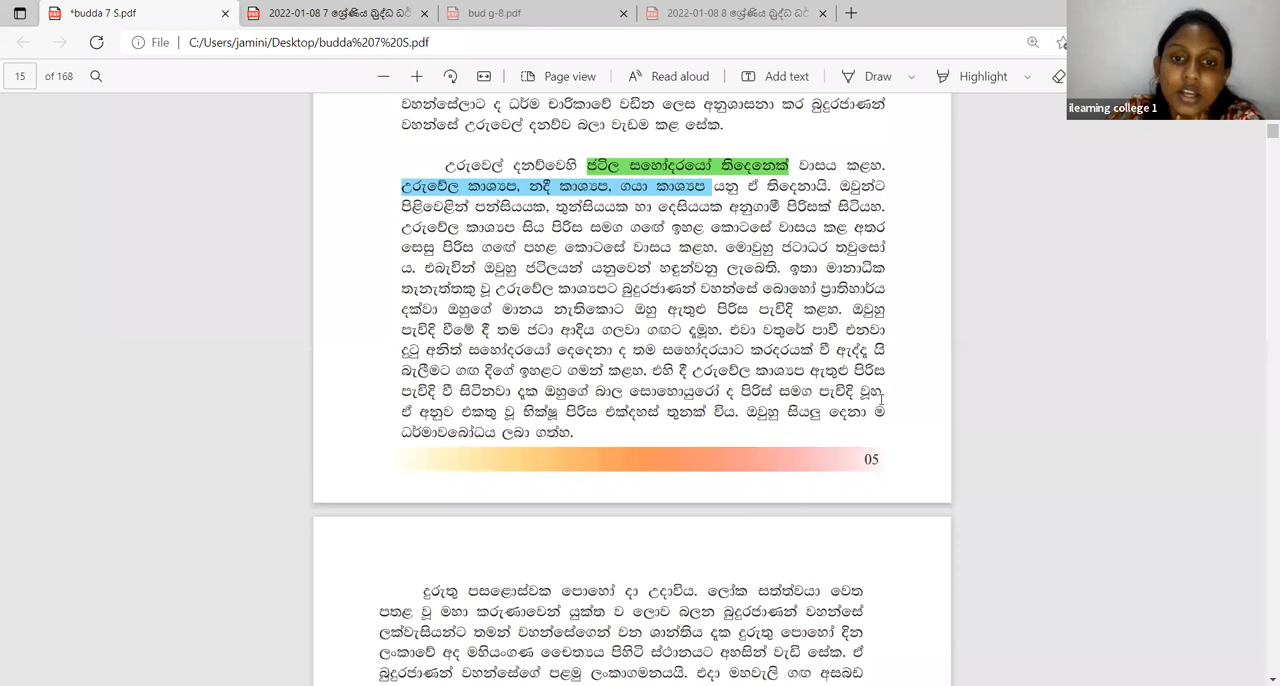 *budda 7 S.pdf
2022-01-08 7 ශ්‍රේණිය බුද්ධ ධර්
bud g-8.pdf
2022-01-08 8 ශ්‍රේණිය බුද්ධ ධර්
File
C:/Users/jamini/Desktop/budda%207%20S.pdf
15 of 168
Page view
Read aloud
Add text
Draw
Highlight
ilearning college 1
වහන්සේලාට ද ධර්ම චාරිකාවේ වඩින ලෙස අනුශාසනා කර බුදුරජාණන්
වහන්සේ උරුවෙල් දනව්ව බලා වැඩම කළ සේක.
උරුවෙල් දනව්වෙහි ජටිල සහෝදරයෝ තිදෙනෙක් වාසය කළහ.
උරුවේල කාශ්‍යප, නදී කාශ්‍යප, ගයා කාශ්‍යප යනු ඒ තිදෙනායි. ඔවුන්ට
පිළිවෙළින් පන්සියයක, තුන්සියයක හා දෙසියයක අනුගාමී පිරිසක් සිටියහ.
උරුවේල කාශ්‍යප සිය පිරිස සමග ගඟේ ඉහළ කොටසේ වාසය කළ අතර
සෙසු පිරිස ගඟේ පහළ කොටසේ වාසය කළහ. මොවුහු ජටාධර තවුසෝ
ය. එබැවින් ඔවුහු ජටිලයන් යනුවෙන් හඳුන්වනු ලැබෙති. ඉතා මානාධික
තැනැත්තකු වූ උරුවේල කාශ්‍යපට බුදුරජාණන් වහන්සේ බොහෝ ප්‍රාතිහාර්ය
දක්වා ඔහුගේ මානය නැතිකොට ඔහු ඇතුළු පිරිස පැවිදි කළහ. ඔවුහු
පැවිදි වීමේ දී තම ජටා ආදිය ගලවා ගඟට දැමූහ. එවා වතුරේ පාවී එනවා
දුටු අනිත් සහෝදරයෝ දෙදෙනා ද තම සහෝදරයාට කරදරයක් වී ඇද්ද යි
බැලීමට ගඟ දිගේ ඉහළට ගමන් කළහ. එහි දී උරුවේල කාශ්‍යප ඇතුළු පිරිස
පැවිදි වී සිටිනවා දැක ඔහුගේ බාල සොහොයුරෝ ද පිරිස් සමග පැවිදි වූහ.
ඒ අනුව එකතු වූ භික්ෂූ පිරිස එක්දහස් තුනක් විය. ඔවුහු සියලු දෙනා ම
ධර්මාවබෝධය ලබා ගත්හ.
05
දුරුතු පසළොස්වක පොහෝ දා උදාවිය. ලෝක සත්ත්වයා වෙත
පතළ වූ මහා කරුණාවෙන් යුක්ත ව ලොව බලන බුදුරජාණන් වහන්සේ
ලක්වැසියන්ට තමන් වහන්සේගෙන් වන ශාන්තිය දැක දුරුතු පොහෝ දින
ලංකාවේ අද මහියංගණ චෛත්‍යය පිහිටි ස්ථානයට අහසින් වැඩි සේක. ඒ
බුදුරජාණන් වහන්සේගේ පළමු ලංකාගමනයයි. එදා මහවැලි ගඟ අසබඩ